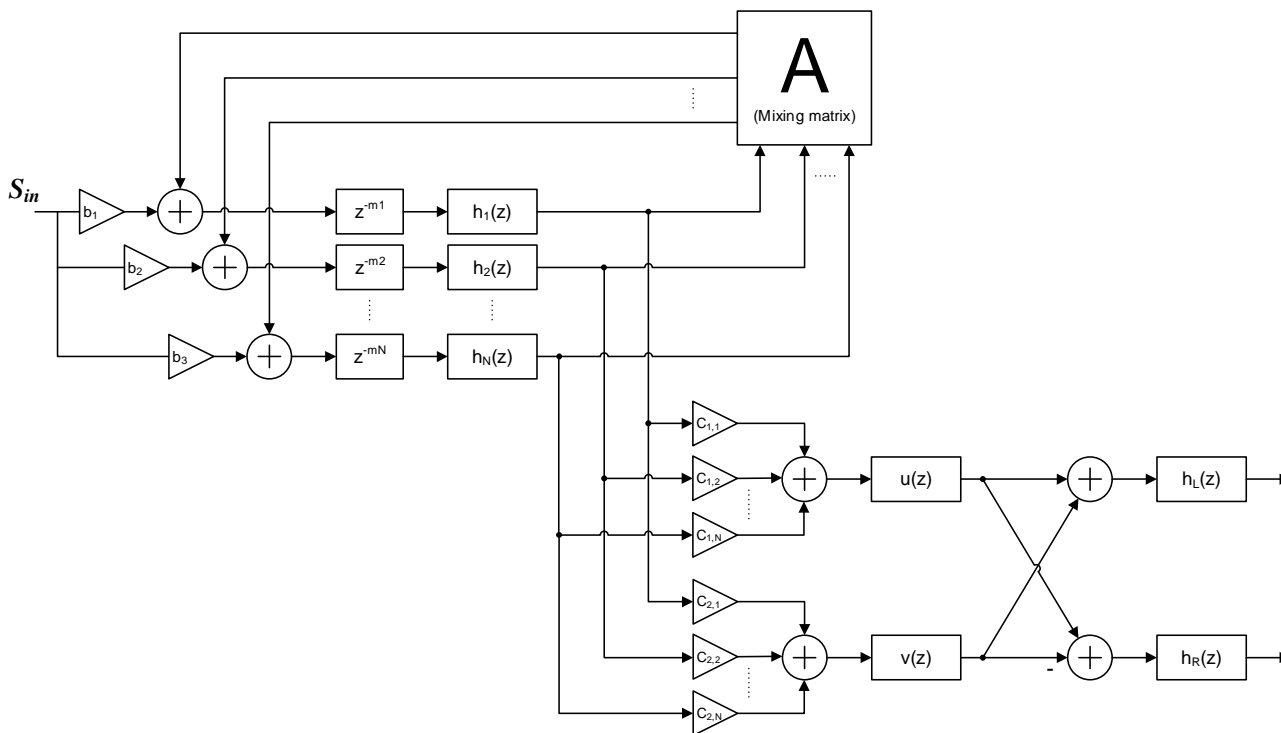 A
(Mixing matrix)
S_in
b1
z^-m1
h1(z)
b2
z^-m2
h2(z)
b3
z^-mN
hN(z)
C1,1
C1,2
u(z)
hL(z)
C1,N
C2,1
C2,2
v(z)
-
hR(z)
C2,N